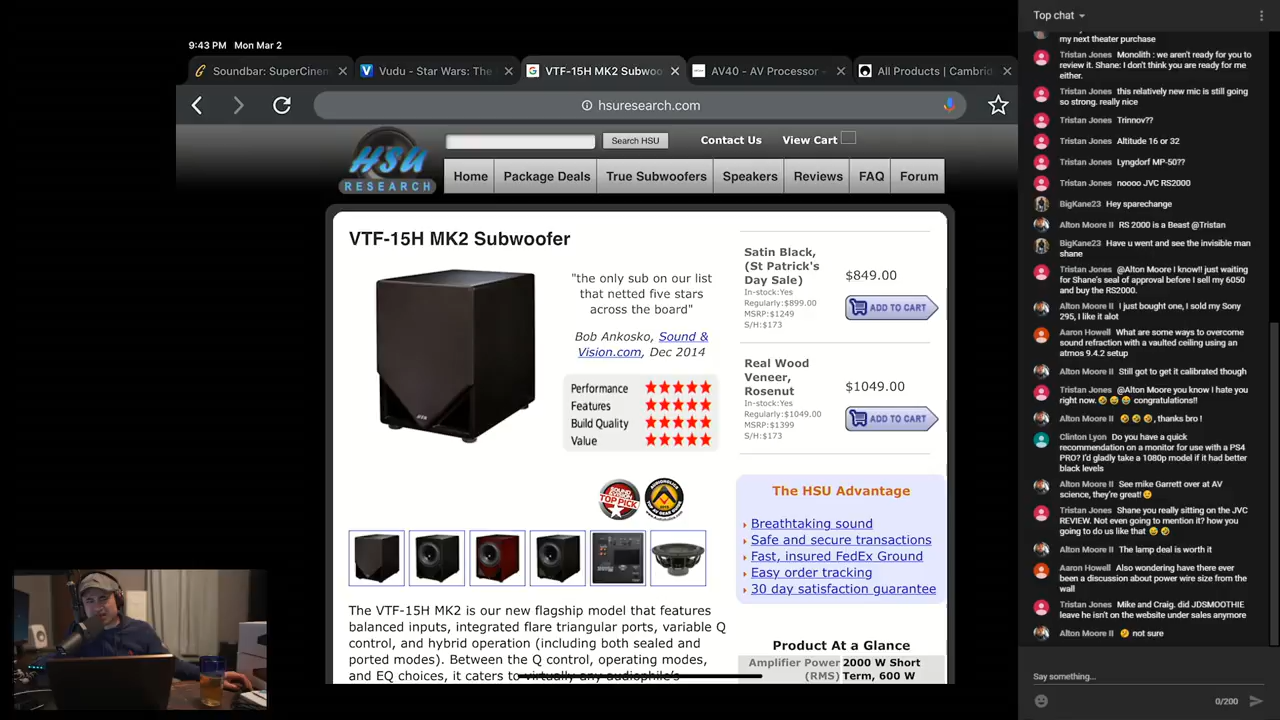 9:43 PM Mon Mar 2
Soundbar: SuperCinem
Vudu - Star Wars: The
VTF-15H MK2 Subwoo
AV40 - AV Processor -
All Products | Cambrid
hsuresearch.com
HSU
RESEARCH
Search HSU
Contact Us
View Cart
Home
Package Deals
True Subwoofers
Speakers
Reviews
FAQ
Forum
VTF-15H MK2 Subwoofer
"the only sub on our list
that netted five stars
across the board"
Bob Ankosko, Sound &
Vision.com, Dec 2014
Performance
Features
Build Quality
Value
Satin Black,
(St Patrick's
Day Sale)
In-stock:Yes
Regularly:$899.00
MSRP:$1249
S/H:$173
$849.00
ADD TO CART
Real Wood
Veneer,
Rosenut
In-stock:Yes
Regularly:$1049.00
MSRP:$1399
S/H:$173
$1049.00
ADD TO CART
TOP PICK
The HSU Advantage
Breathtaking sound
Safe and secure transactions
Fast, insured FedEx Ground
Easy order tracking
30 day satisfaction guarantee
The VTF-15H MK2 is our new flagship model that features
balanced inputs, integrated flare triangular ports, variable Q
control, and hybrid operation (including both sealed and
ported modes). Between the Q control, operating modes,
and EQ choices, it caters to virtually any audiophile's
Product At a Glance
Amplifier Power 2000 W Short
(RMS) Term, 600 W
Top chat
my next theater purchase
Tristan Jones Monolith : we aren't ready for you to
review it. Shane: I don't think you are ready for me
either.
Tristan Jones this relatively new mic is still going
so strong. really nice
Tristan Jones Trinnov??
Tristan Jones Altitude 16 or 32
Tristan Jones Lyngdorf MP-50??
Tristan Jones noooo JVC RS2000
BigKane23 Hey sparechange
Alton Moore II RS 2000 is a Beast @Tristan
BigKane23 Have u went and see the invisible man
shane
Tristan Jones @Alton Moore I know!! just waiting
for Shane's seal of approval before I sell my 6050
and buy the RS2000.
Alton Moore II I just bought one, I sold my Sony
295, I like it alot
Aaron Howell What are some ways to overcome
sound refraction with a vaulted ceiling using an
atmos 9.4.2 setup
Alton Moore II Still got to get it calibrated though
Tristan Jones @Alton Moore you know I hate you
right now. 🤣😅😂 congratulations!!
Alton Moore II 🤣🤣🤣, thanks bro !
Clinton Lyon Do you have a quick
recommendation on a monitor for use with a PS4
PRO? I'd gladly take a 1080p model if it had better
black levels
Alton Moore II See mike Garrett over at AV
science, they're great!😉
Tristan Jones Shane you really sitting on the JVC
REVIEW. Not even going to mention it? how you
going to do us like that 😅🤣
Alton Moore II The lamp deal is worth it
Aaron Howell Also wondering have there ever
been a discussion about power wire size from the
wall
Tristan Jones Mike and Craig. did JDSMOOTHIE
leave he isn't on the website under sales anymore
Alton Moore II 🤔 not sure
Say something...
0/200